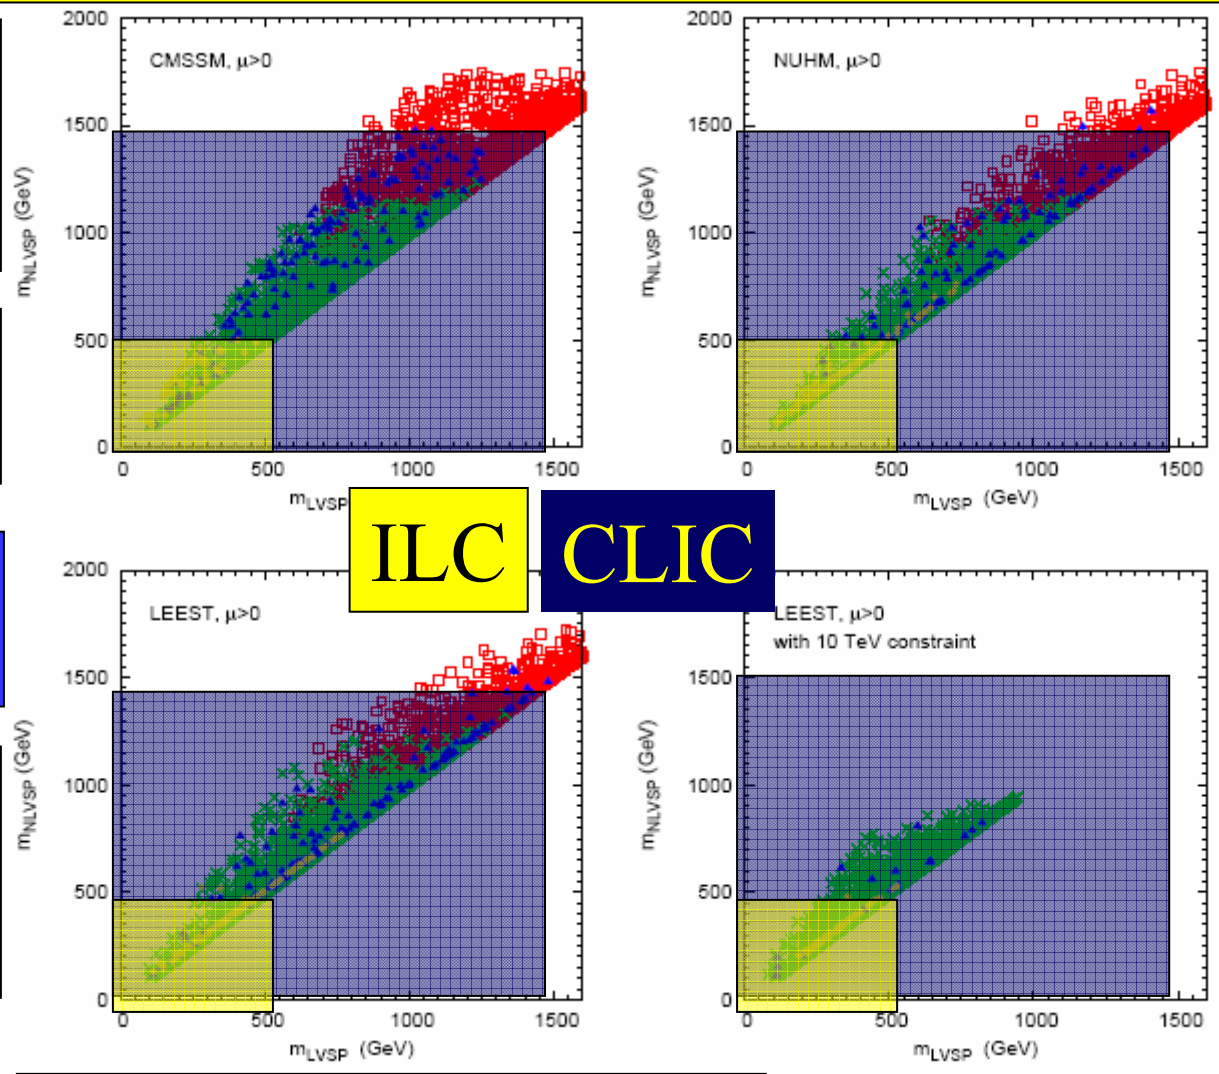 2000
1500
1000
500
0
m_NLVSP (GeV)
CMSSM, μ>0
0 500 1000 1500
m_LVSP
2000
1500
1000
500
0
m_NLVSP (GeV)
NUHM, μ>0
0 500 1000 1500
m_LVSP (GeV)
ILC
CLIC
2000
1500
1000
500
0
m_NLVSP (GeV)
LEEST, μ>0
0 500 1000 1500
m_LVSP (GeV)
1500
1000
500
0
m_NLVSP (GeV)
LEEST, μ>0
with 10 TeV constraint
0 500 1000 1500
m_LVSP (GeV)